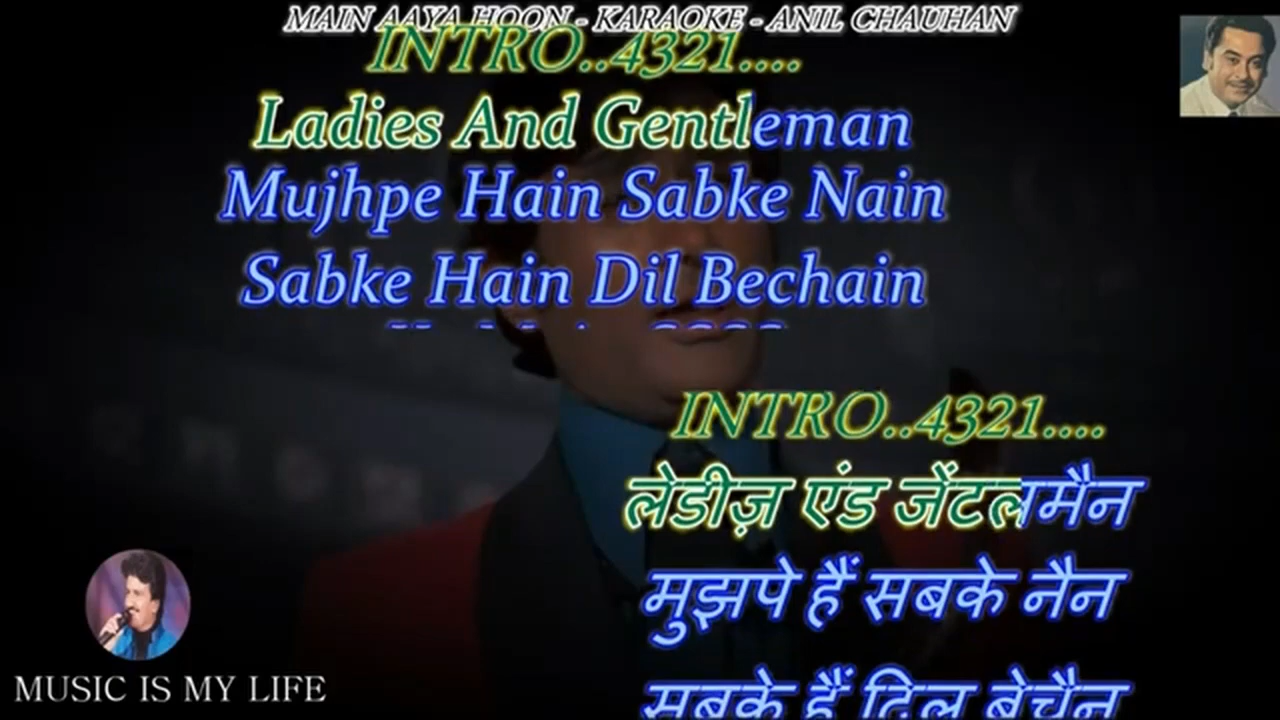 MAIN AAYA HOON - KARAOKE - ANIL CHAUHAN
INTRO..4321....
Ladies And Gentleman
Mujhpe Hain Sabke Nain
Sabke Hain Dil Bechain
INTRO..4321....
लेडीज़ एंड जेंटलमैन
मुझपे हैं सबके नैन
सबके हैं दिल बेचैन
MUSIC IS MY LIFE